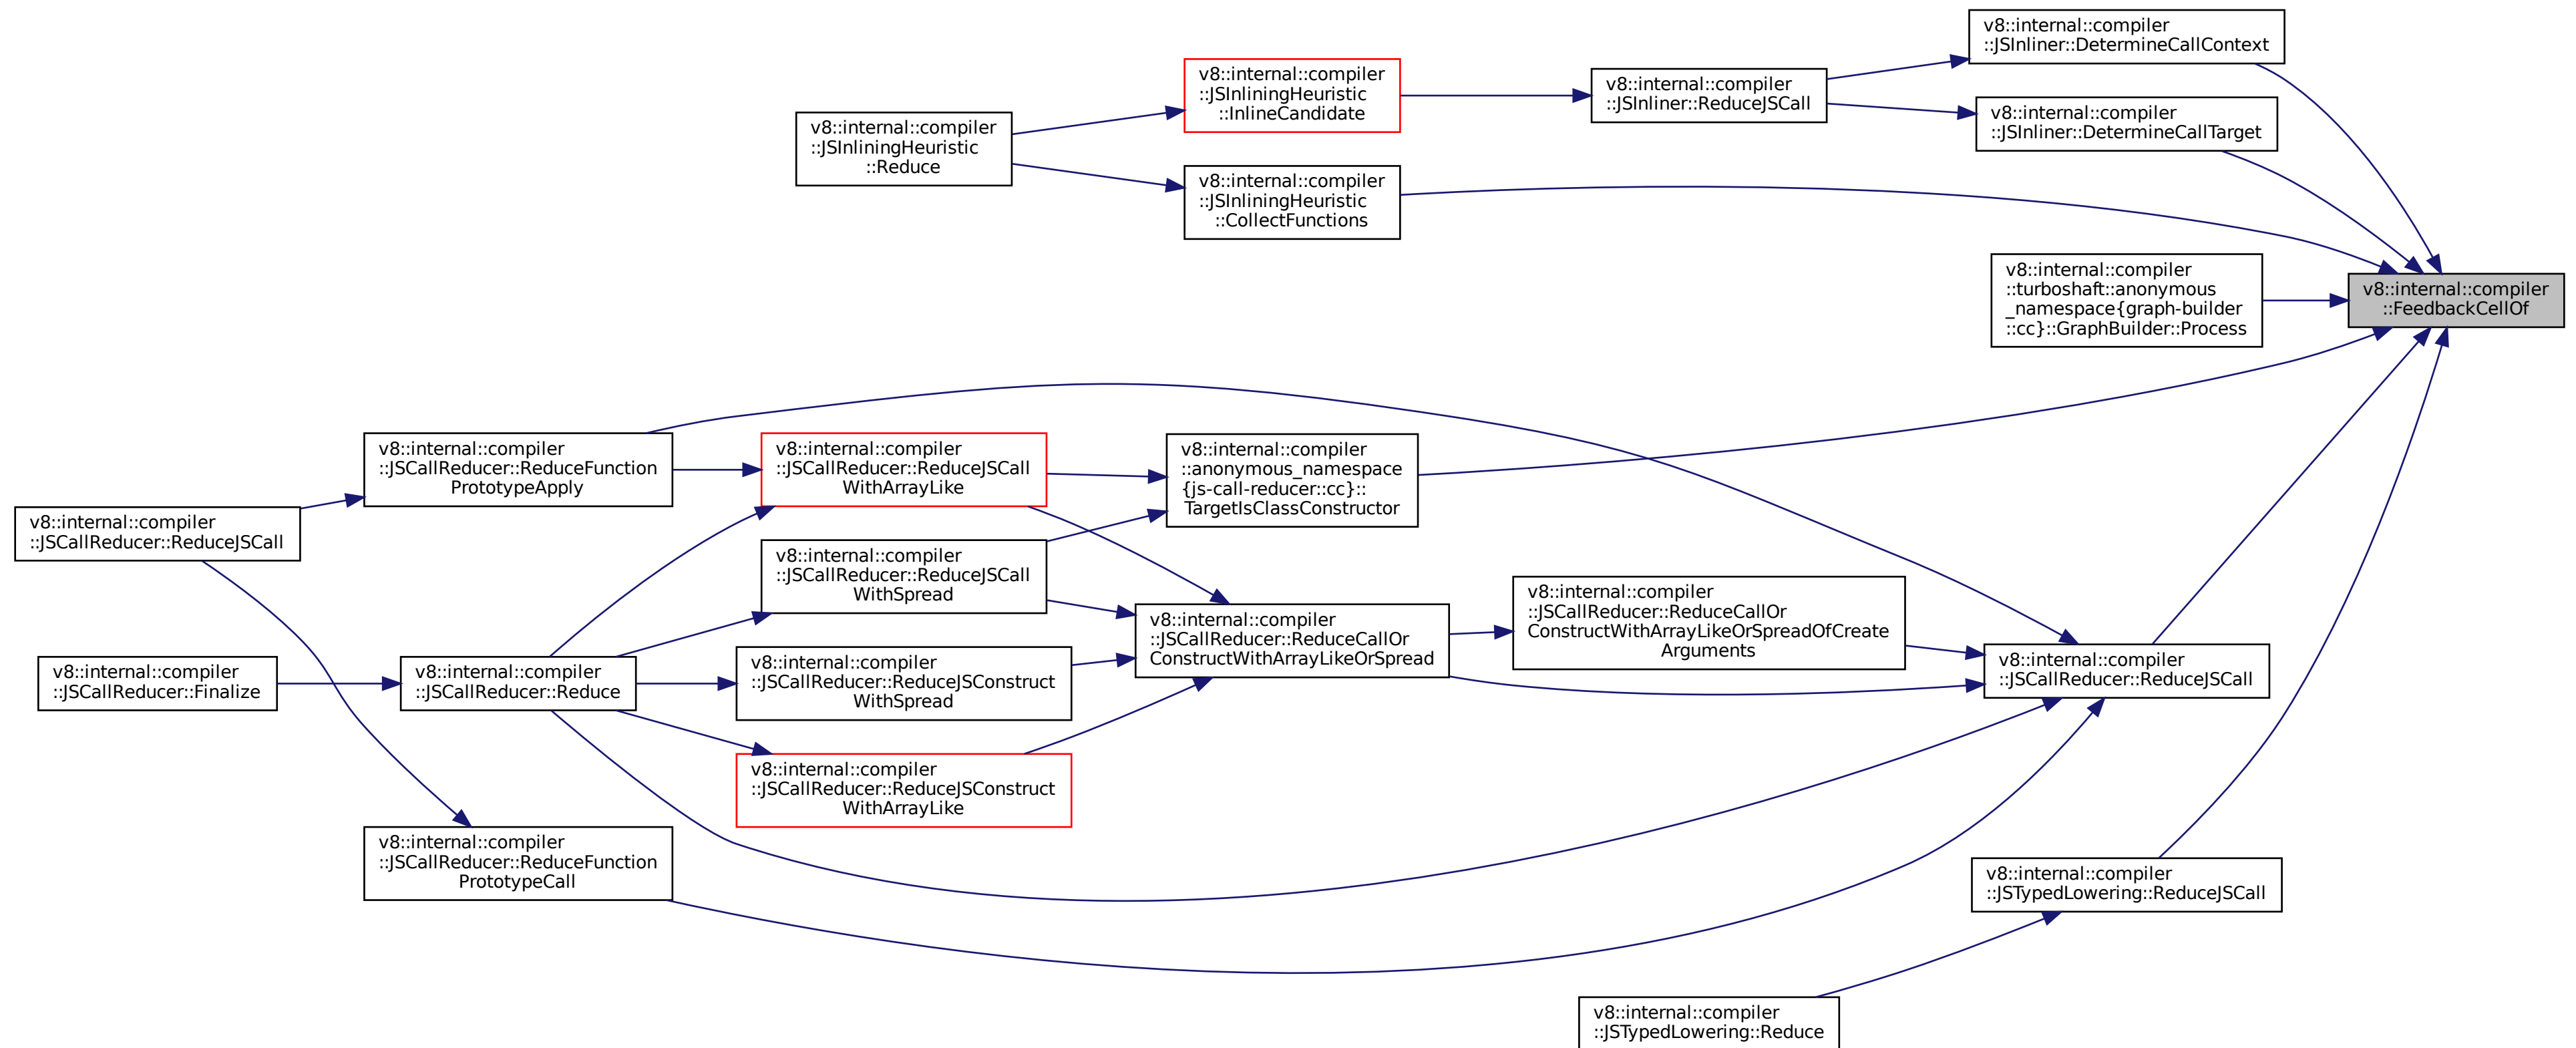 v8::internal::compiler
::JSInliner::DetermineCallContext
v8::internal::compiler
::JSInliningHeuristic
::InlineCandidate
v8::internal::compiler
::JSInliner::ReduceJSCall
v8::internal::compiler
::JSInliner::DetermineCallTarget
v8::internal::compiler
::JSInliningHeuristic
::Reduce
v8::internal::compiler
::JSInliningHeuristic
::CollectFunctions
v8::internal::compiler
::turboshaft::anonymous
_namespace{graph-builder
::cc}::GraphBuilder::Process
v8::internal::compiler
::FeedbackCellOf
v8::internal::compiler
::JSCallReducer::ReduceFunction
PrototypeApply
v8::internal::compiler
::JSCallReducer::ReduceJSCall
WithArrayLike
v8::internal::compiler
::anonymous_namespace
{js-call-reducer::cc}::
TargetIsClassConstructor
v8::internal::compiler
::JSCallReducer::ReduceJSCall
v8::internal::compiler
::JSCallReducer::ReduceJSCall
WithSpread
v8::internal::compiler
::JSCallReducer::ReduceCallOr
ConstructWithArrayLikeOrSpread
v8::internal::compiler
::JSCallReducer::ReduceCallOr
ConstructWithArrayLikeOrSpreadOfCreate
Arguments
v8::internal::compiler
::JSCallReducer::ReduceJSCall
v8::internal::compiler
::JSCallReducer::Finalize
v8::internal::compiler
::JSCallReducer::Reduce
v8::internal::compiler
::JSCallReducer::ReduceJSConstruct
WithSpread
v8::internal::compiler
::JSCallReducer::ReduceJSConstruct
WithArrayLike
v8::internal::compiler
::JSCallReducer::ReduceFunction
PrototypeCall
v8::internal::compiler
::JSTypedLowering::ReduceJSCall
v8::internal::compiler
::JSTypedLowering::Reduce